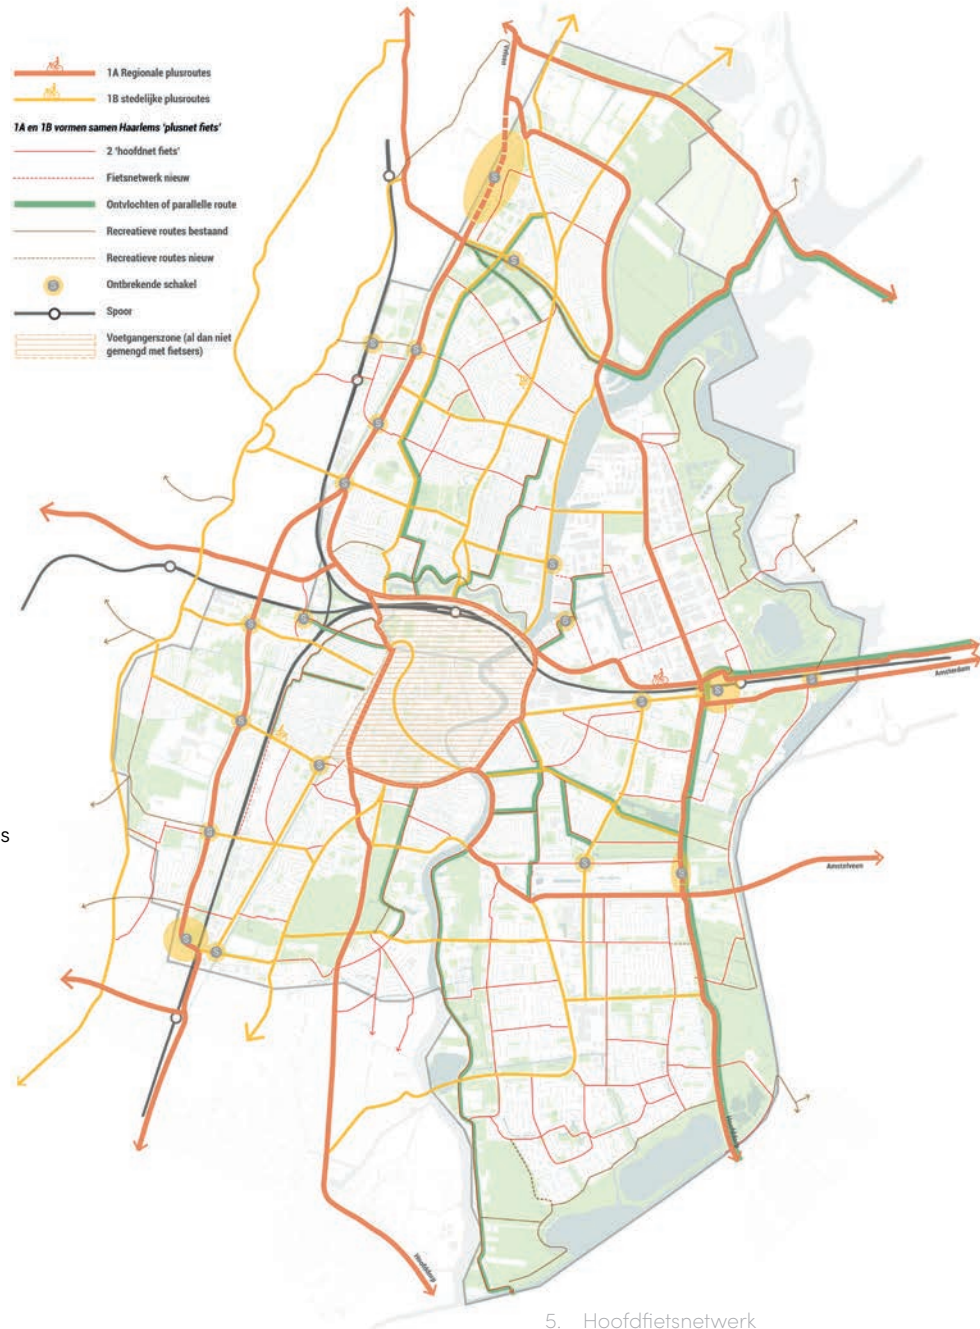 1A Regionale plusroutes
1B stedelijke plusroutes
1A en 1B vormen samen Haarlems 'plusnet fiets'
2 'hoofdnet fiets'
Fietsnetwerk nieuw
Ontvlochten of parallelle route
Recreatieve routes bestaand
Recreatieve routes nieuw
Ontbrekende schakel
Spoor
Voetgangerszone (al dan niet
gemengd met fietsers)
Velsen
Amsterdam
s
Amstelveen
Hoofddorp
5. Hoofdfietsnetwerk